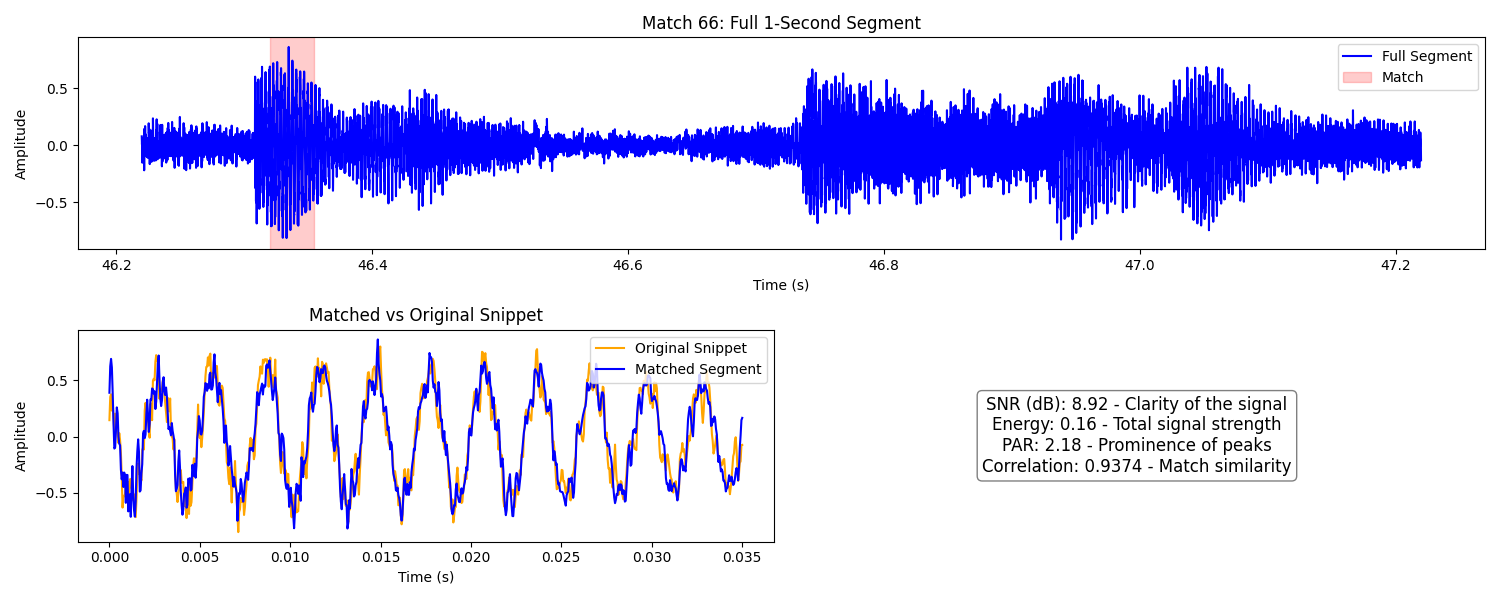 Match 66: Full 1-Second Segment
Amplitude
0.5
0.0
−0.5
Full Segment
Match
46.2 46.4 46.6 46.8 47.0 47.2
Time (s)
Matched vs Original Snippet
Amplitude
0.5
0.0
−0.5
Original Snippet
Matched Segment
0.000 0.005 0.010 0.015 0.020 0.025 0.030 0.035
Time (s)
SNR (dB): 8.92 - Clarity of the signal
Energy: 0.16 - Total signal strength
PAR: 2.18 - Prominence of peaks
Correlation: 0.9374 - Match similarity